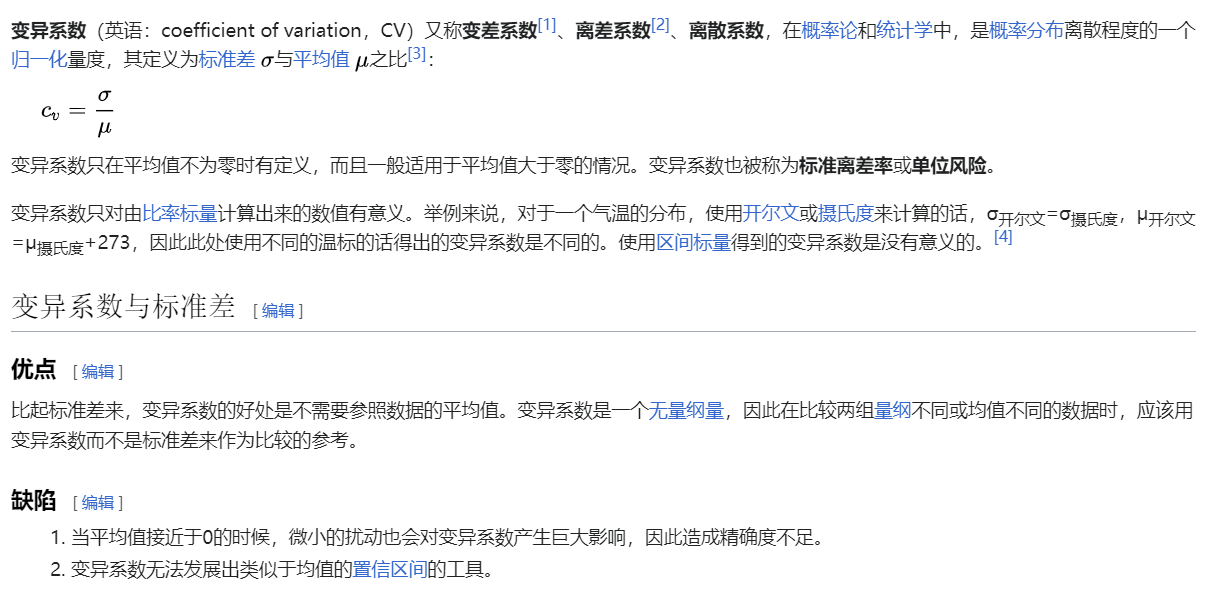 变异系数（英语：coefficient of variation，CV）又称变差系数[1]、离差系数[2]、离散系数，在概率论和统计学中，是概率分布离散程度的一个
归一化量度，其定义为标准差 σ与平均值 μ之比[3]：
c_v = σ/μ
变异系数只在平均值不为零时有定义，而且一般适用于平均值大于零的情况。变异系数也被称为标准离差率或单位风险。
变异系数只对由比率标量计算出来的数值有意义。举例来说，对于一个气温的分布，使用开尔文或摄氏度来计算的话，σ开尔文=σ摄氏度，μ开尔文
=μ摄氏度+273，因此此处使用不同的温标的话得出的变异系数是不同的。使用区间标量得到的变异系数是没有意义的。[4]
变异系数与标准差 [编辑]
优点 [编辑]
比起标准差来，变异系数的好处是不需要参照数据的平均值。变异系数是一个无量纲量，因此在比较两组量纲不同或均值不同的数据时，应该用
变异系数而不是标准差来作为比较的参考。
缺陷 [编辑]
1. 当平均值接近于0的时候，微小的扰动也会对变异系数产生巨大影响，因此造成精确度不足。
2. 变异系数无法发展出类似于均值的置信区间的工具。